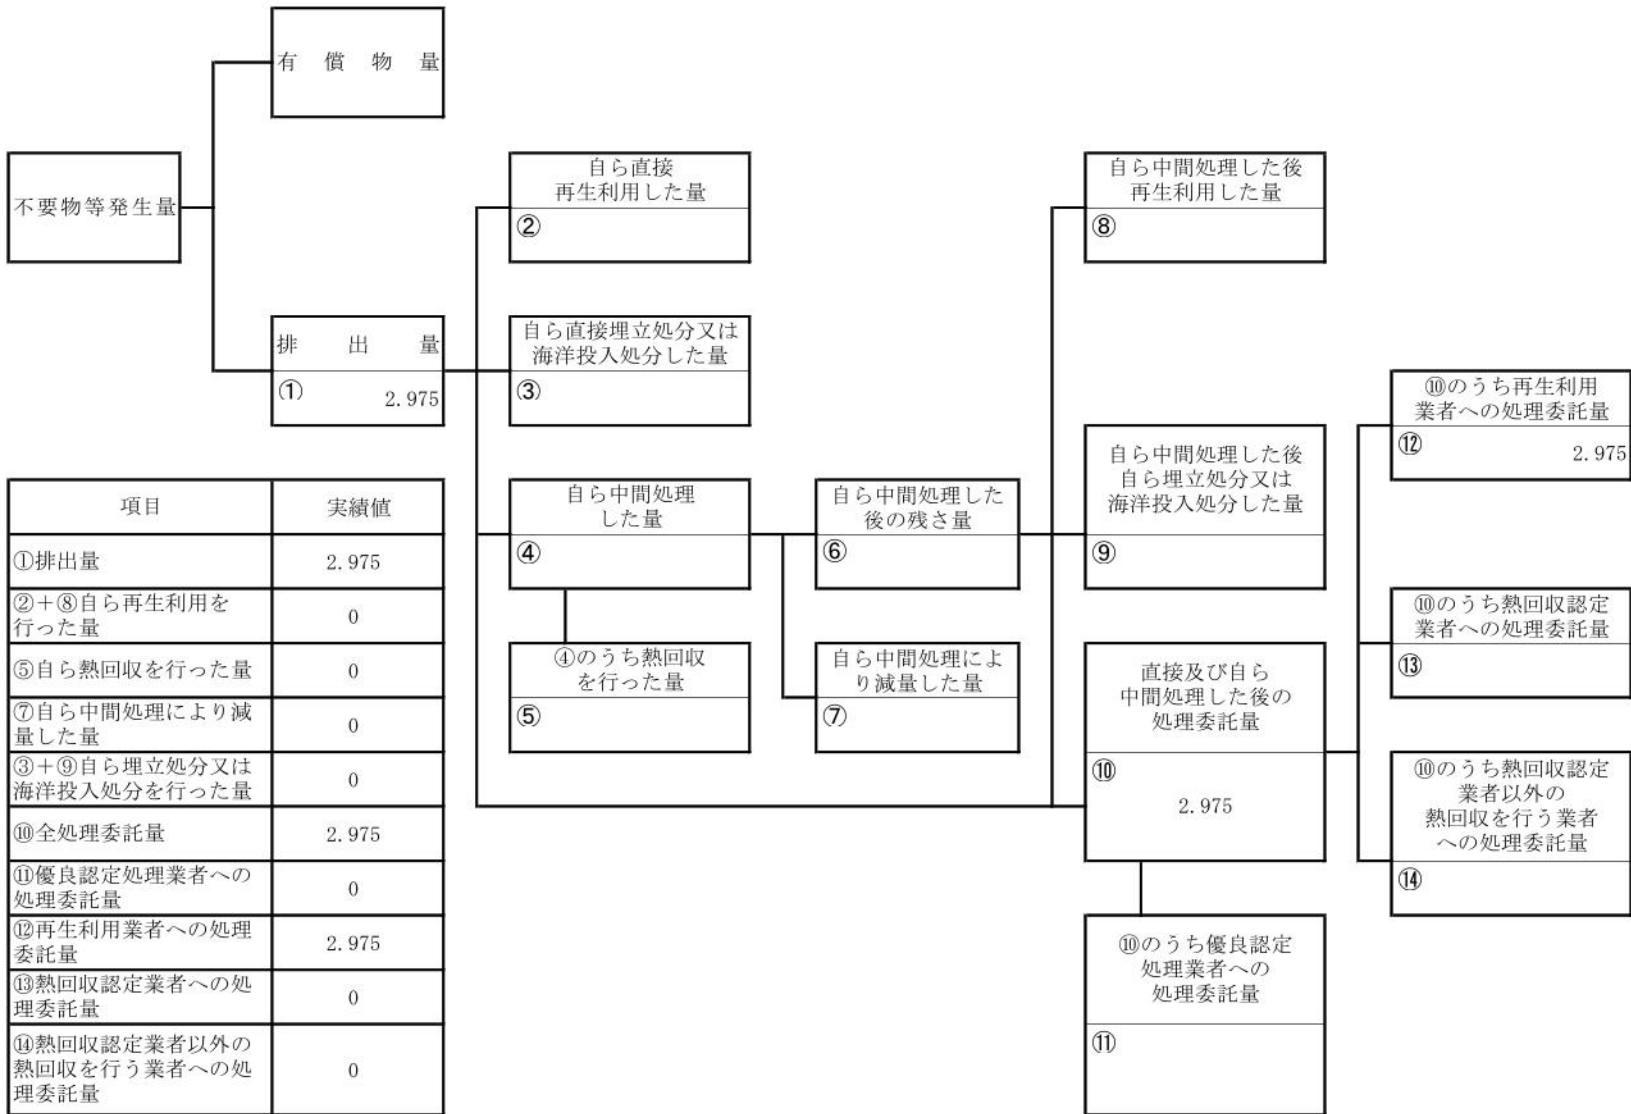 有償物量
不要物等発生量
排出量
① 2.975
自ら直接
再生利用した量
②
自ら直接埋立処分又は
海洋投入処分した量
③
自ら中間処理
した量
④
④のうち熱回収
を行った量
⑤
自ら中間処理した
後の残さ量
⑥
自ら中間処理によ
り減量した量
⑦
自ら中間処理した後
再生利用した量
⑧
自ら中間処理した後
自ら埋立処分又は
海洋投入処分した量
⑨
直接及び自ら
中間処理した後の
処理委託量
⑩
2.975
⑩のうち優良認定
処理業者への
処理委託量
⑪
⑩のうち再生利用
業者への処理委託量
⑫ 2.975
⑩のうち熱回収認定
業者への処理委託量
⑬
⑩のうち熱回収認定
業者以外の
熱回収を行う業者
への処理委託量
⑭
項目 実績値
①排出量 2.975
②+⑧自ら再生利用を
行った量 0
⑤自ら熱回収を行った量 0
⑦自ら中間処理により減
量した量 0
③+⑨自ら埋立処分又は
海洋投入処分を行った量 0
⑩全処理委託量 2.975
⑪優良認定処理業者への
処理委託量 0
⑫再生利用業者への処理
委託量 2.975
⑬熱回収認定業者への処
理委託量 0
⑭熱回収認定業者以外の
熱回収を行う業者への処
理委託量 0